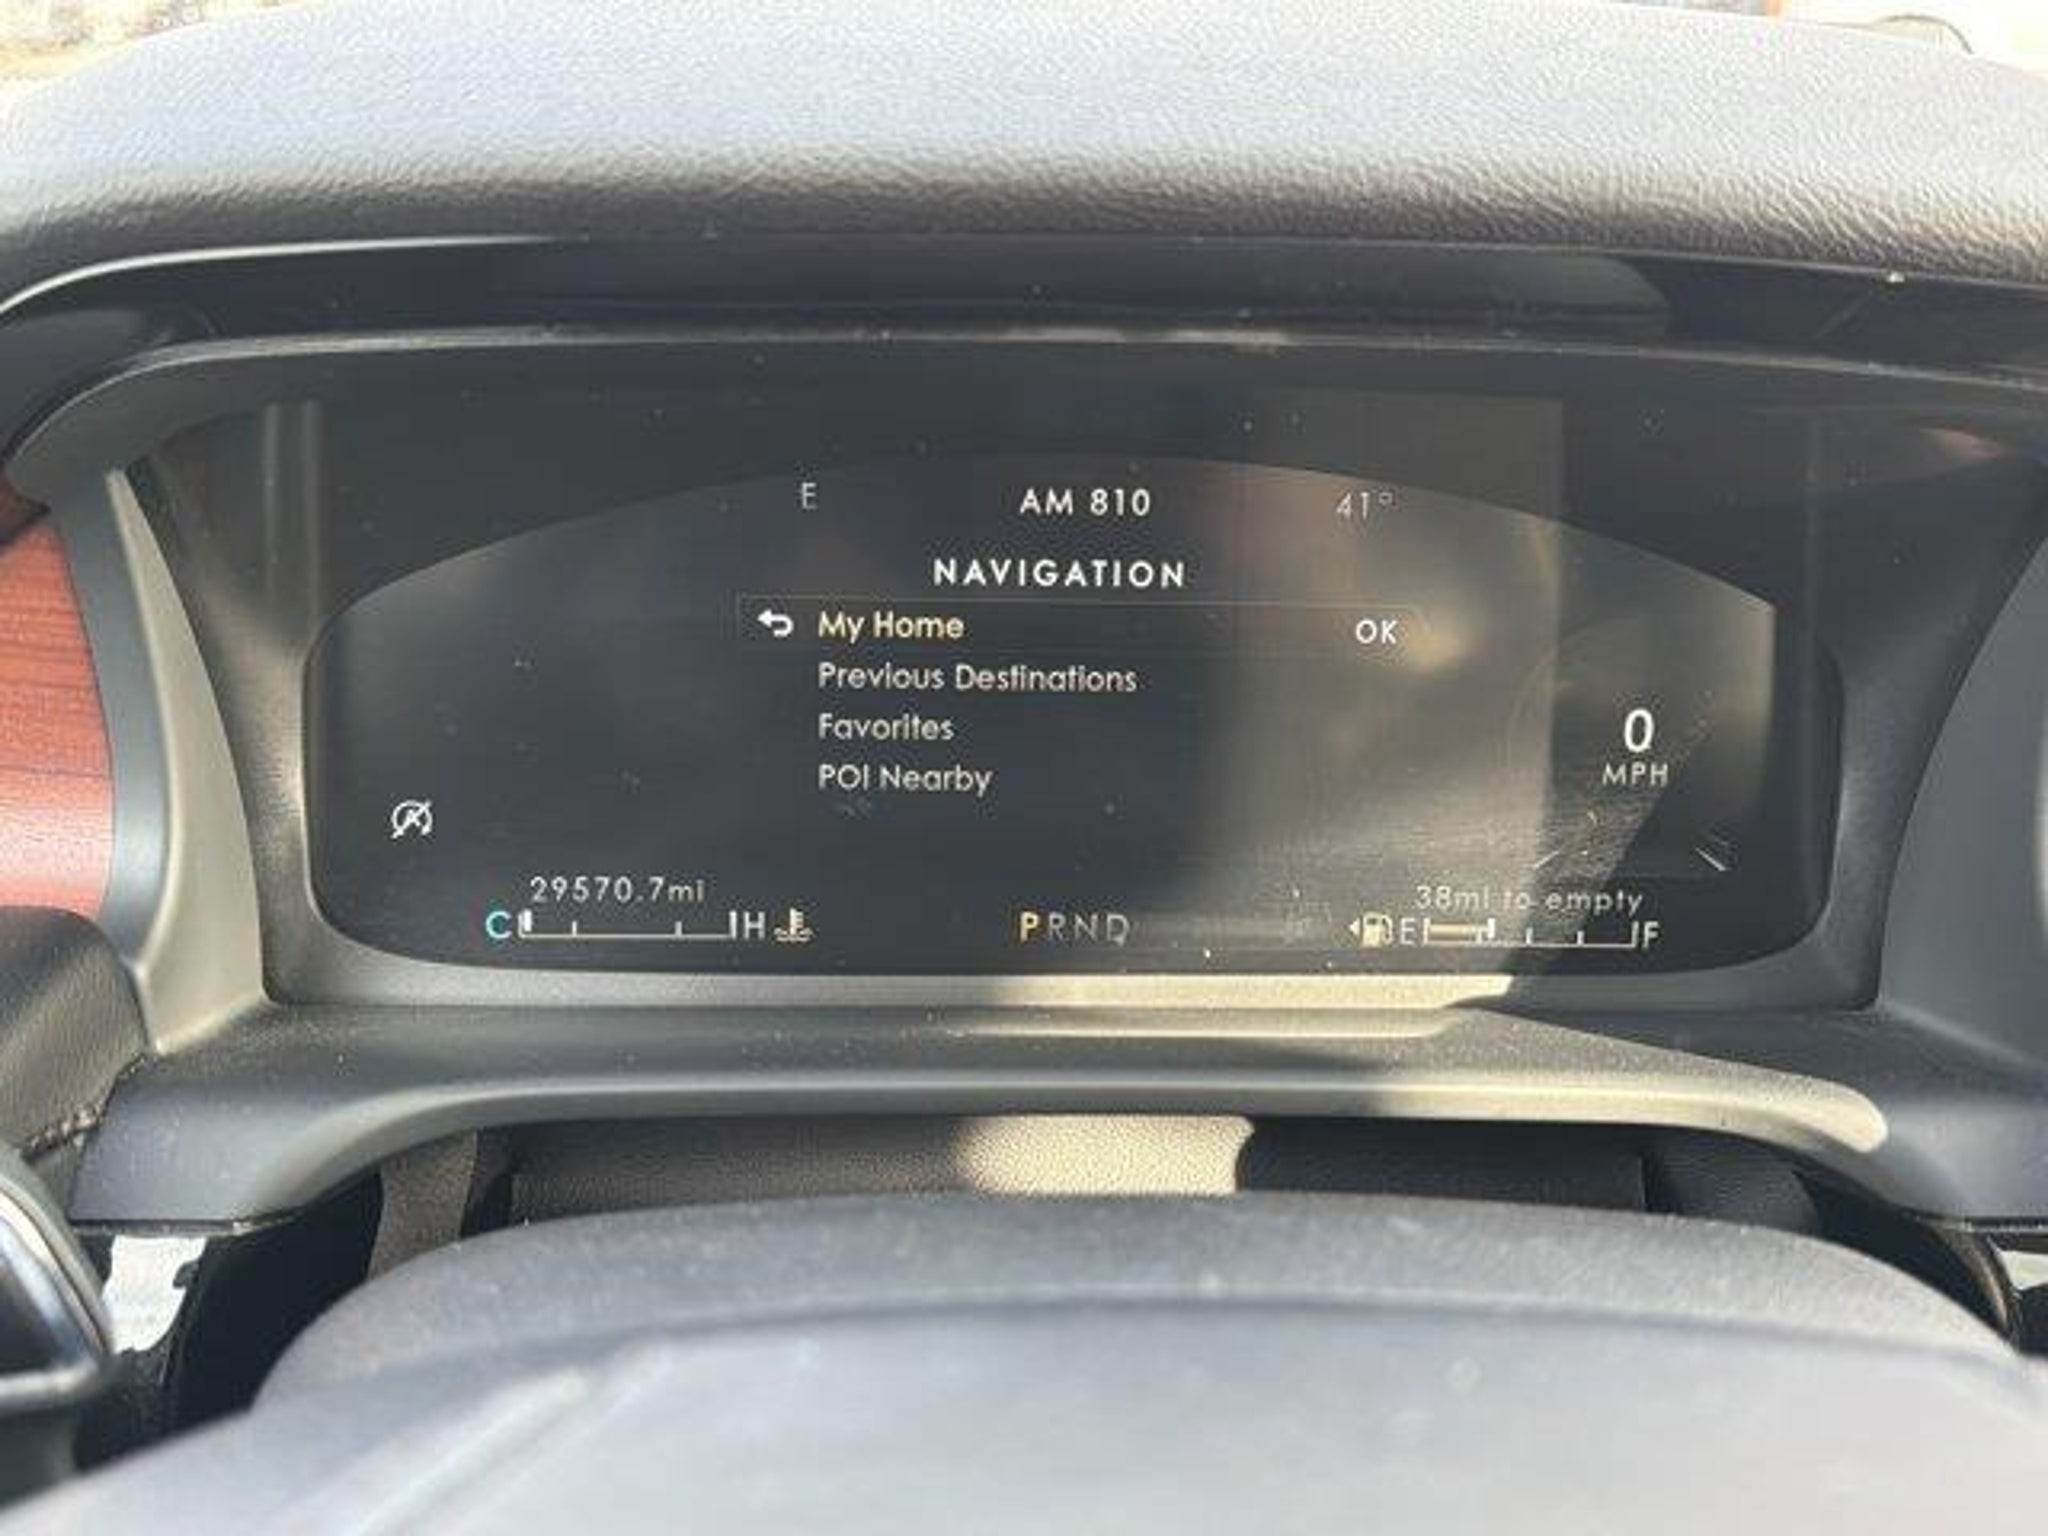 E AM 810 41°
NAVIGATION
My Home OK
Previous Destinations
Favorites
POI Nearby
0
MPH
29570.7mi
C H
PRND
38mi to empty
E F